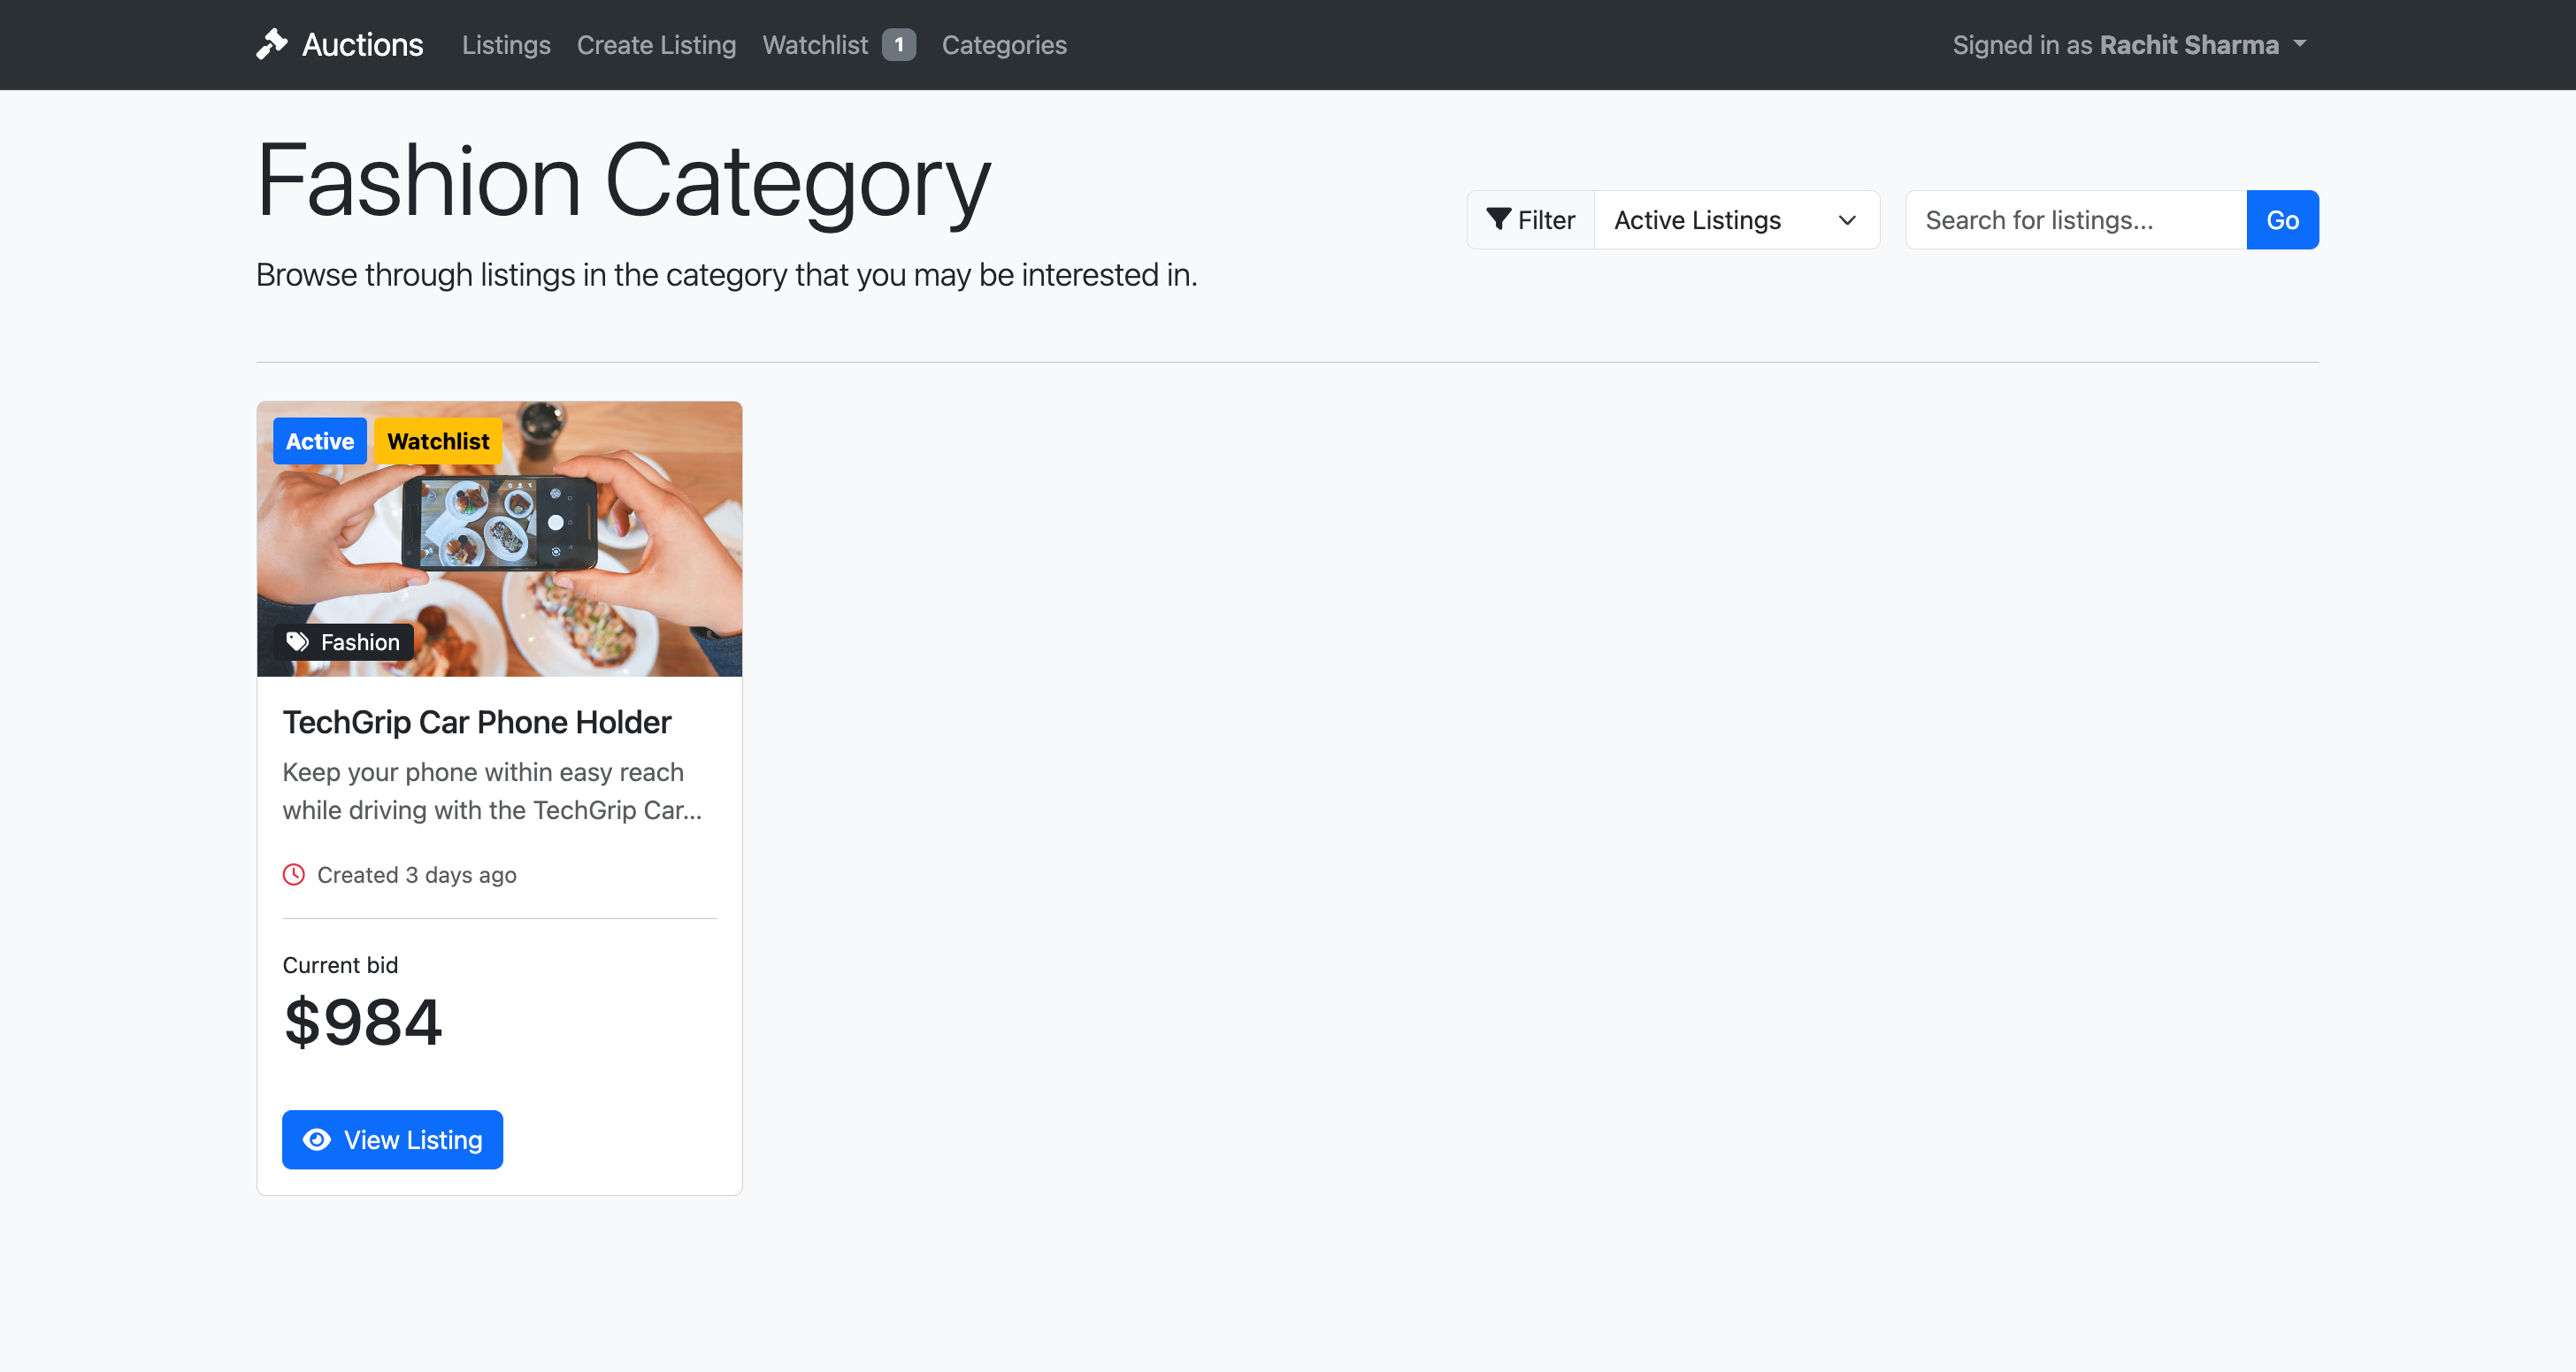 Auctions Listings Create Listing Watchlist 1 Categories Signed in as Rachit Sharma
Fashion Category
Filter Active Listings Search for listings... Go
Browse through listings in the category that you may be interested in.
Active Watchlist
Fashion
TechGrip Car Phone Holder
Keep your phone within easy reach
while driving with the TechGrip Car...
Created 3 days ago
Current bid
$984
View Listing